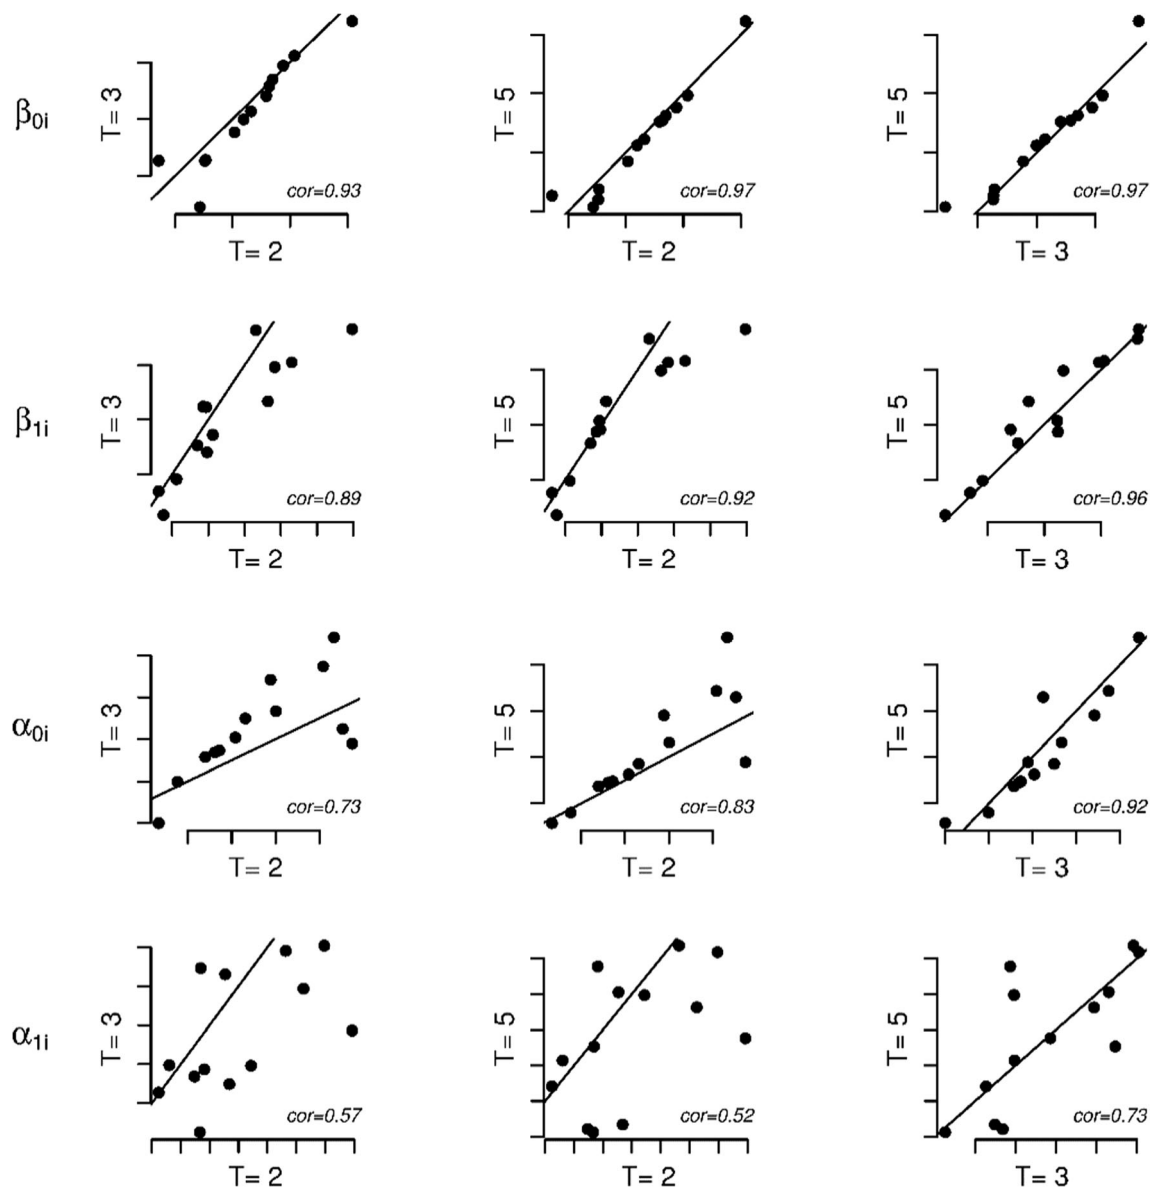 β0i
T= 3
cor=0.93
T= 2
T= 5
cor=0.97
T= 2
T= 5
cor=0.97
T= 3
β1i
T= 3
cor=0.89
T= 2
T= 5
cor=0.92
T= 2
T= 5
cor=0.96
T= 3
α0i
T= 3
cor=0.73
T= 2
T= 5
cor=0.83
T= 2
T= 5
cor=0.92
T= 3
α1i
T= 3
cor=0.57
T= 2
T= 5
cor=0.52
T= 2
T= 5
cor=0.73
T= 3